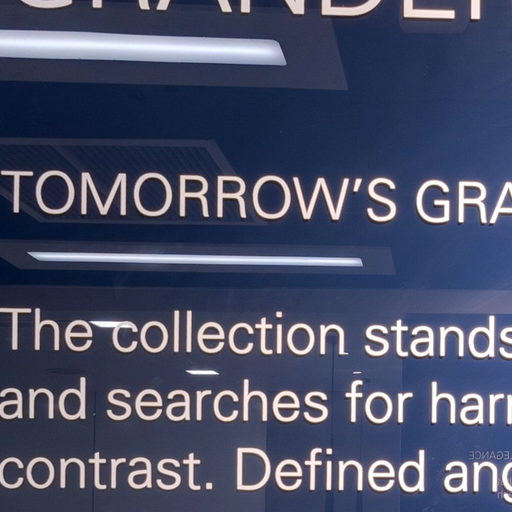 TOMORROW'S GRA
The collection stands
and searches for har
contrast. Defined ang